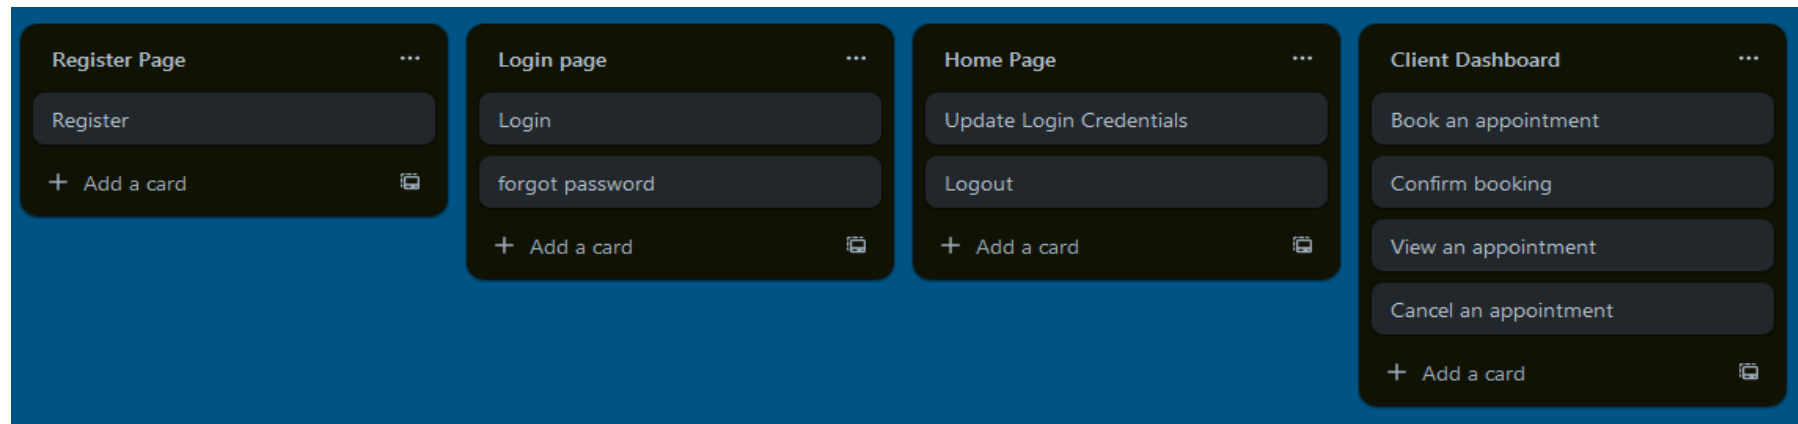 Register Page
Register
Add a card
Login page
Login
forgot password
Add a card
Home Page
Update Login Credentials
Logout
Add a card
Client Dashboard
Book an appointment
Confirm booking
View an appointment
Cancel an appointment
Add a card